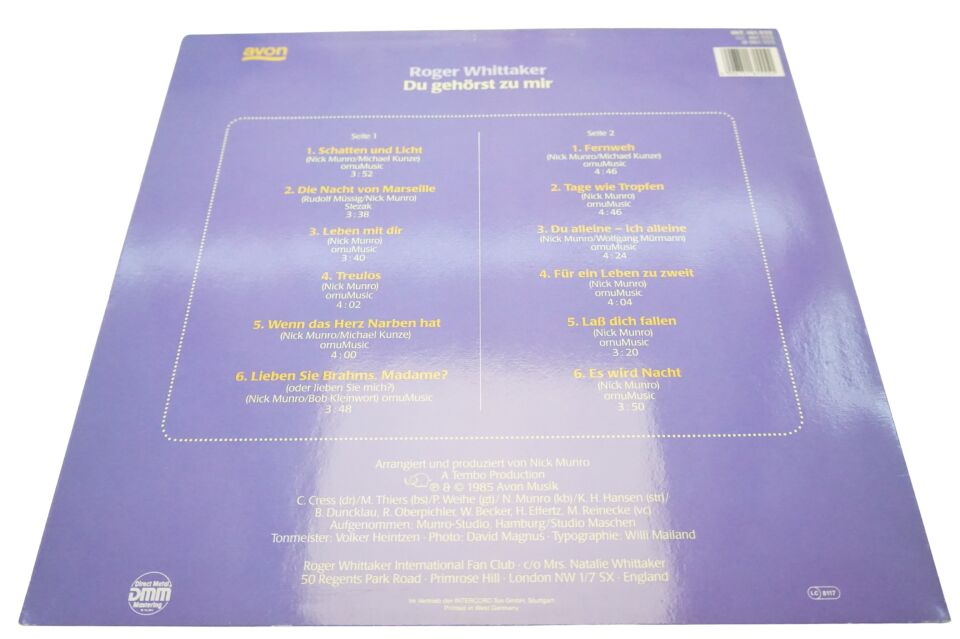 avon
Roger Whittaker
Du gehörst zu mir
Seite 1
1. Schatten und Licht
(Nick Munro/Michael Kunze)
ornuMusic
3:52
2. Die Nacht von Marseille
(Rudolf Müssig/Nick Munro)
Slezak
3:38
3. Leben mit dir
(Nick Munro)
ornuMusic
3:40
4. Treulos
(Nick Munro)
ornuMusic
4:02
5. Wenn das Herz Narben hat
(Nick Munro/Michael Kunze)
ornuMusic
4:00
6. Lieben Sie Brahms, Madame?
(oder lieben Sie mich?)
(Nick Munro/Bob Kleinwort) ornuMusic
3:48
Seite 2
1. Fernweh
(Nick Munro/Michael Kunze)
ornuMusic
4:46
2. Tage wie Tropfen
(Nick Munro)
ornuMusic
4:46
3. Du alleine – ich alleine
(Nick Munro/Wolfgang Mürmann)
ornuMusic
4:24
4. Für ein Leben zu zweit
(Nick Munro)
ornuMusic
4:04
5. Laß dich fallen
(Nick Munro)
ornuMusic
3:20
6. Es wird Nacht
(Nick Munro)
ornuMusic
3:50
Arrangiert und produziert von Nick Munro
A Tembo Production
℗ & © 1985 Avon Musik
C. Cress (dr)/M. Thiers (bs)/P. Weihe (gt)/ N. Munro (kb)/K. H. Hansen (str)/
B. Duncklau, R. Oberpichler, W. Becker, H. Effertz, M. Reinecke (vc)
Aufgenommen: Munro-Studio, Hamburg/Studio Maschen
Tonmeister: Volker Heintzen · Photo: David Magnus · Typographie: Willi Mailand
Roger Whittaker International Fan Club · c/o Mrs. Natalie Whittaker
50 Regents Park Road · Primrose Hill · London NW 1/7 SX · England
Im Vertrieb der INTERCORD Ton GmbH, Stuttgart
Printed in West Germany
Direct Metal
DMM
Mastering
LC 8117